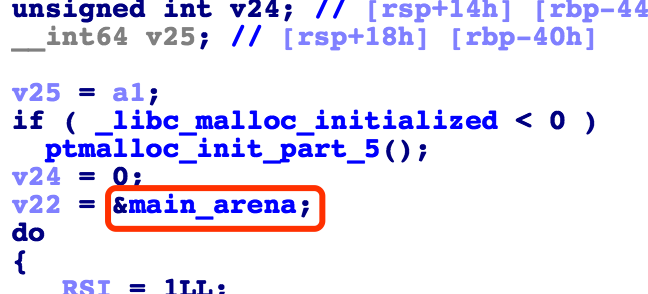 unsigned int v24; // [rsp+14h] [rbp-44
__int64 v25; // [rsp+18h] [rbp-40h]
v25 = a1;
if ( _libc_malloc_initialized < 0 )
ptmalloc_init_part_5();
v24 = 0;
v22 = &main_arena;
do
{
RSI = 1LL;